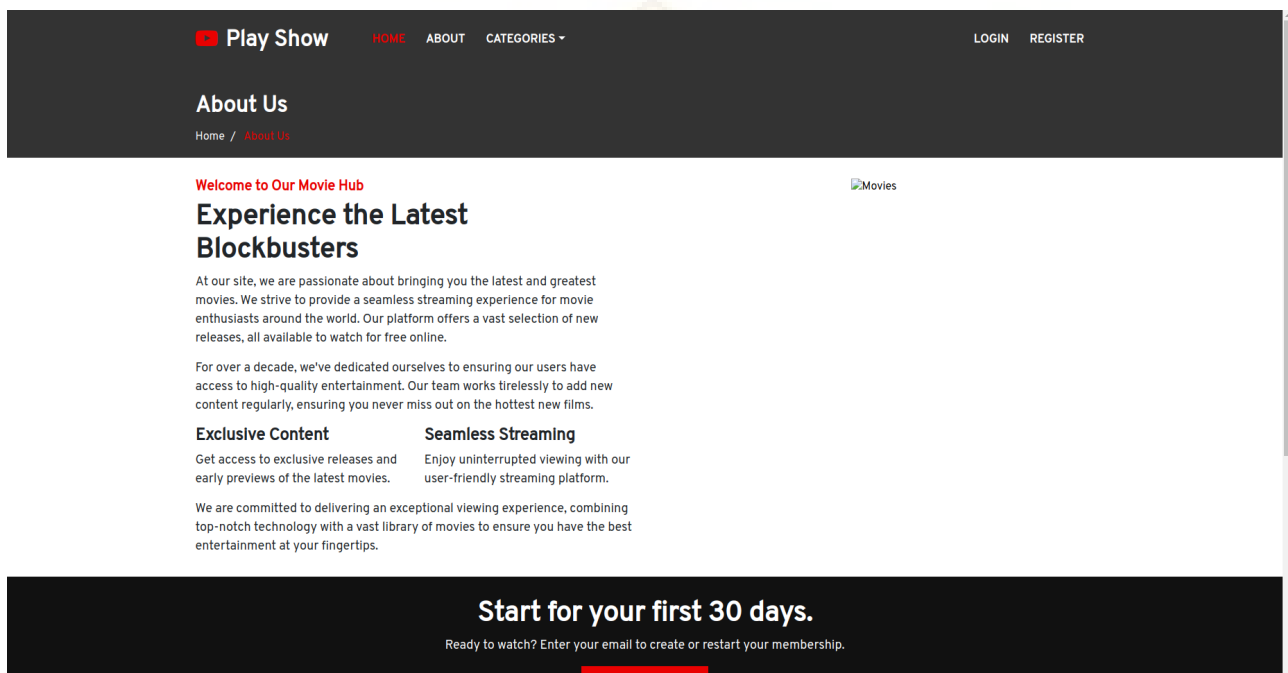 Play Show HOME ABOUT CATEGORIES LOGIN REGISTER
About Us
Home / About Us
Welcome to Our Movie Hub
Movies
Experience the Latest
Blockbusters
At our site, we are passionate about bringing you the latest and greatest
movies. We strive to provide a seamless streaming experience for movie
enthusiasts around the world. Our platform offers a vast selection of new
releases, all available to watch for free online.
For over a decade, we've dedicated ourselves to ensuring our users have
access to high-quality entertainment. Our team works tirelessly to add new
content regularly, ensuring you never miss out on the hottest new films.
Exclusive Content
Get access to exclusive releases and
early previews of the latest movies.
Seamless Streaming
Enjoy uninterrupted viewing with our
user-friendly streaming platform.
We are committed to delivering an exceptional viewing experience, combining
top-notch technology with a vast library of movies to ensure you have the best
entertainment at your fingertips.
Start for your first 30 days.
Ready to watch? Enter your email to create or restart your membership.